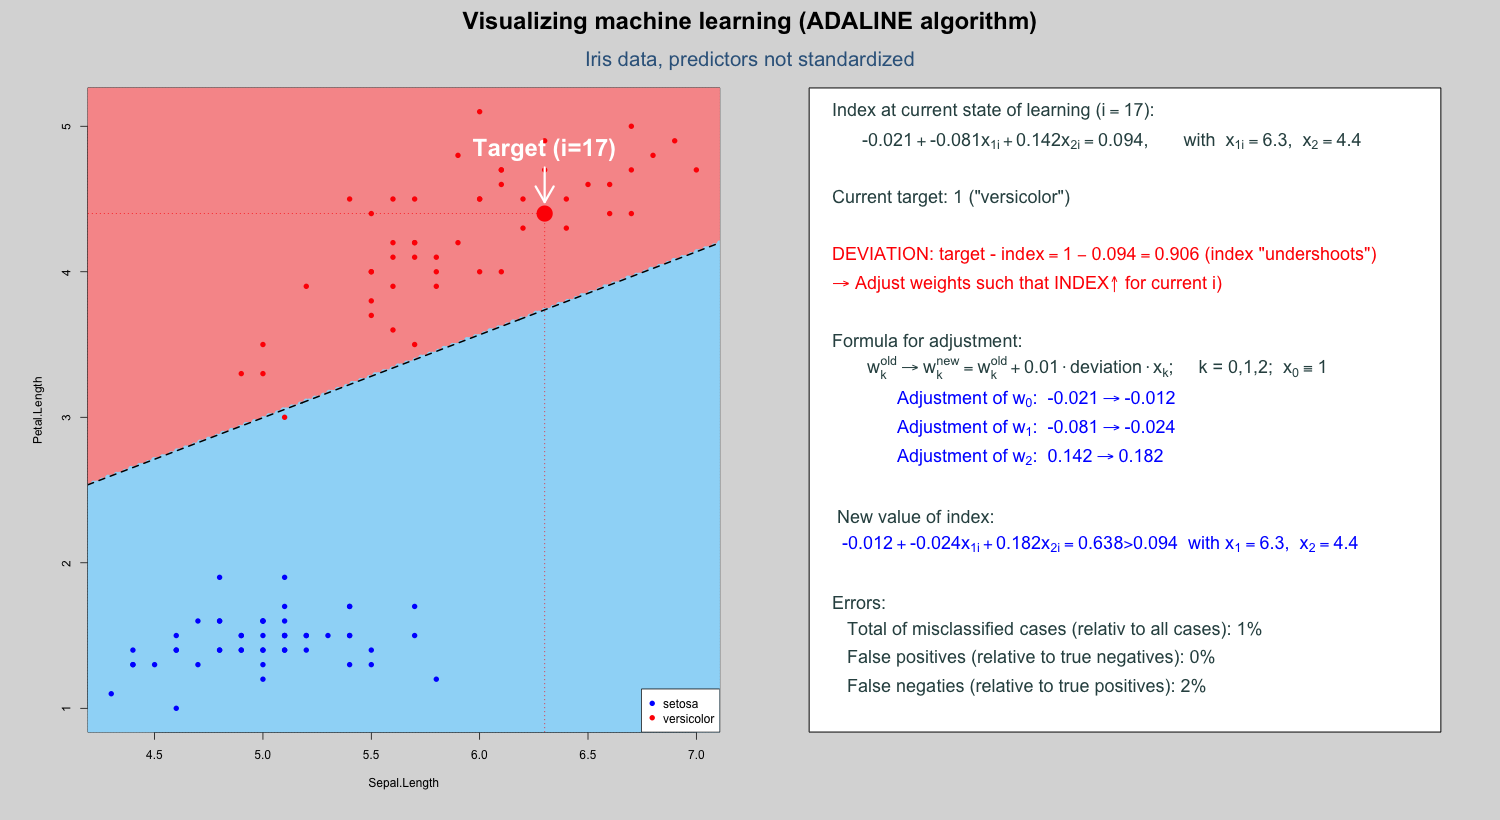 Visualizing machine learning (ADALINE algorithm)
Iris data, predictors not standardized
Target (i=17)
5
4
3
2
1
Petal.Length
4.5 5.0 5.5 6.0 6.5 7.0
Sepal.Length
setosa
versicolor
Index at current state of learning (i = 17):
-0.021 + -0.081x1i + 0.142x2i = 0.094, with x1i = 6.3, x2 = 4.4
Current target: 1 ("versicolor")
DEVIATION: target - index = 1 − 0.094 = 0.906 (index "undershoots")
→ Adjust weights such that INDEX↑ for current i)
Formula for adjustment:
w_k^old → w_k^new = w_k^old + 0.01 · deviation · x_k; k = 0,1,2; x0 ≡ 1
Adjustment of w0: -0.021 → -0.012
Adjustment of w1: -0.081 → -0.024
Adjustment of w2: 0.142 → 0.182
New value of index:
-0.012 + -0.024x1i + 0.182x2i = 0.638>0.094 with x1 = 6.3, x2 = 4.4
Errors:
Total of misclassified cases (relativ to all cases): 1%
False positives (relative to true negatives): 0%
False negaties (relative to true positives): 2%